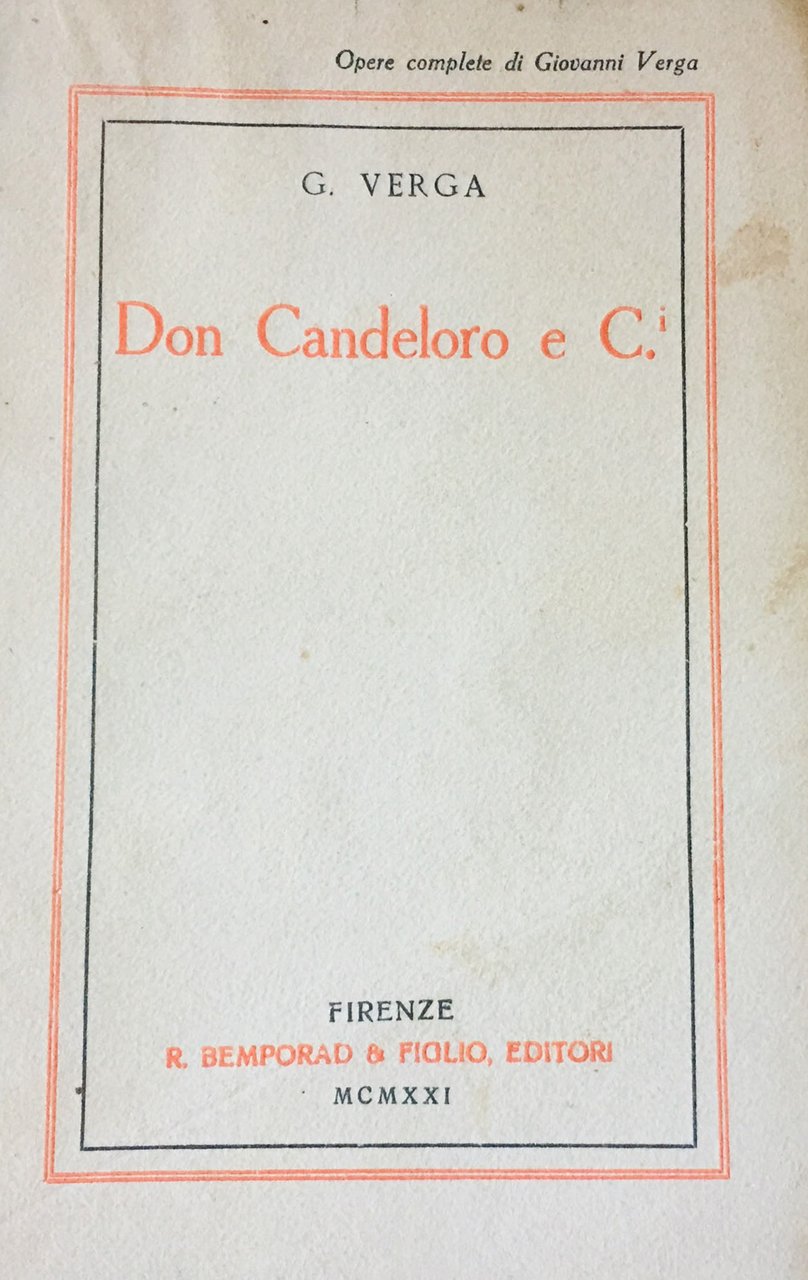 Opere complete di Giovanni Verga
G. VERGA
Don Candeloro e C.i
FIRENZE
R. BEMPORAD & FIGLIO, EDITORI
MCMXXI